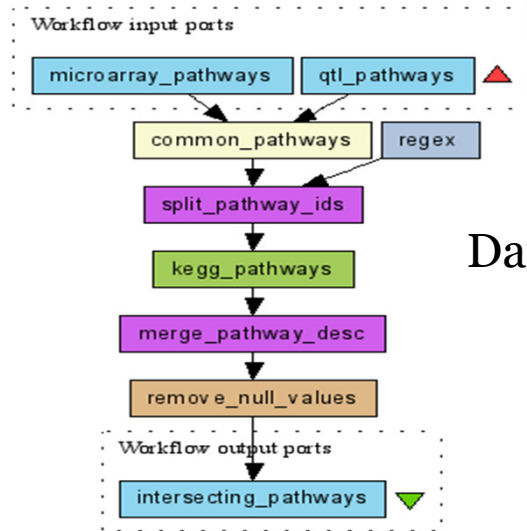 Workflow input ports
microarray_pathways qtl_pathways
common_pathways regex
split_pathway_ids
kegg_pathways
merge_pathway_desc
remove_null_values
Workflow output ports
intersecting_pathways